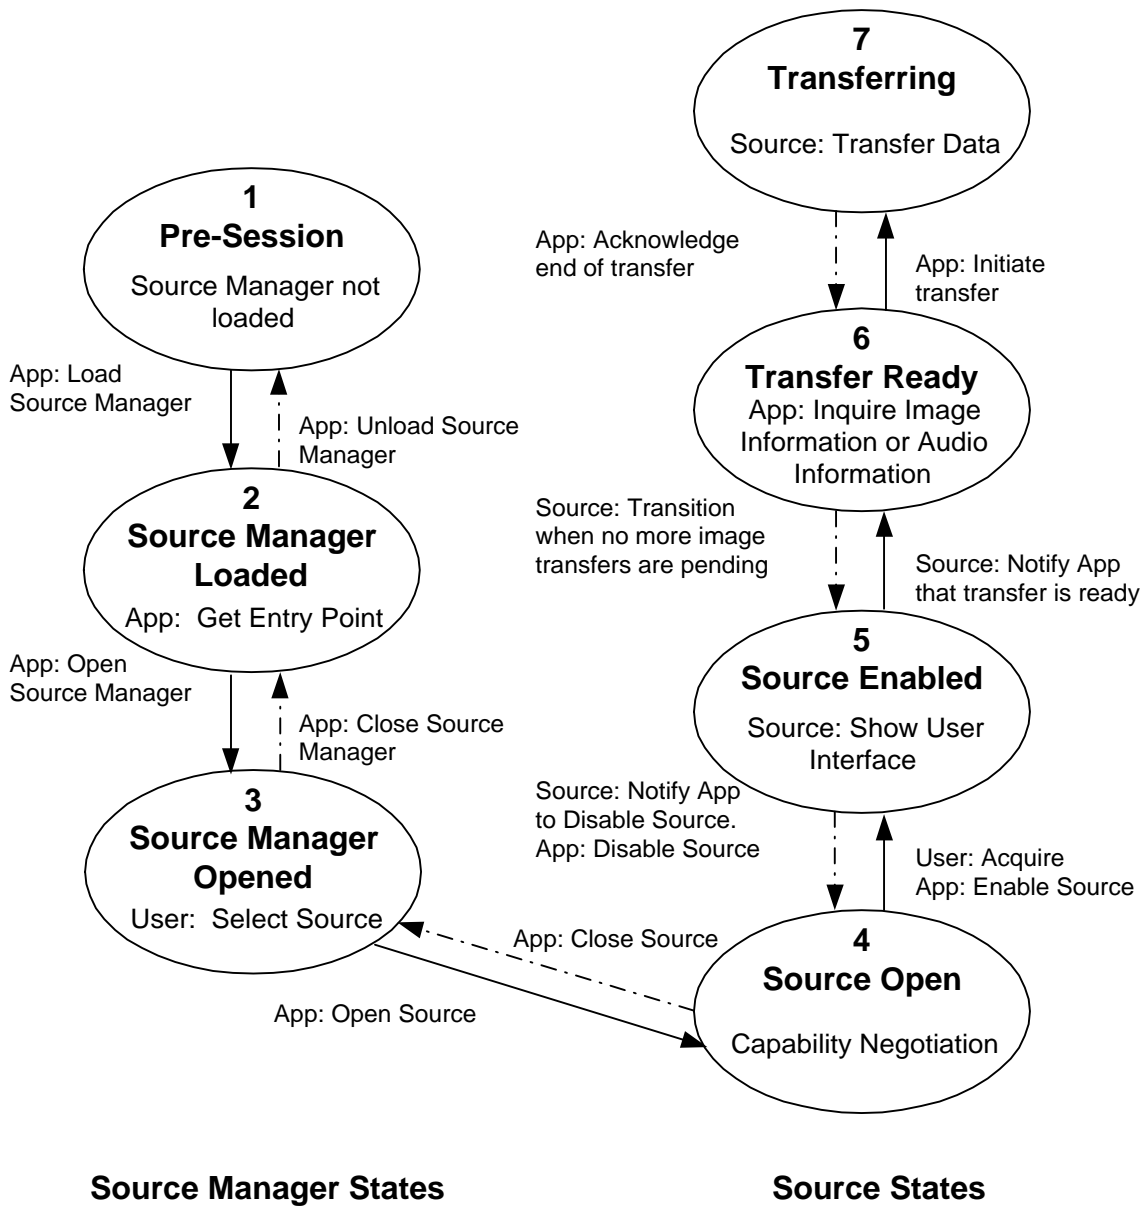 1
Pre-Session
Source Manager not
loaded
App: Load
Source Manager
App: Unload Source
Manager
2
Source Manager
Loaded
App:  Get Entry Point
App: Open
Source Manager
App: Close Source
Manager
3
Source Manager
Opened
User:  Select Source
App: Close Source
App: Open Source
7
Transferring
Source: Transfer Data
App: Acknowledge
end of transfer
App: Initiate
transfer
6
Transfer Ready
App: Inquire Image
Information or Audio
Information
Source: Transition
when no more image
transfers are pending
Source: Notify App
that transfer is ready
5
Source Enabled
Source: Show User
Interface
Source: Notify App
to Disable Source.
App: Disable Source
User: Acquire
App: Enable Source
4
Source Open
Capability Negotiation
Source Manager States
Source States